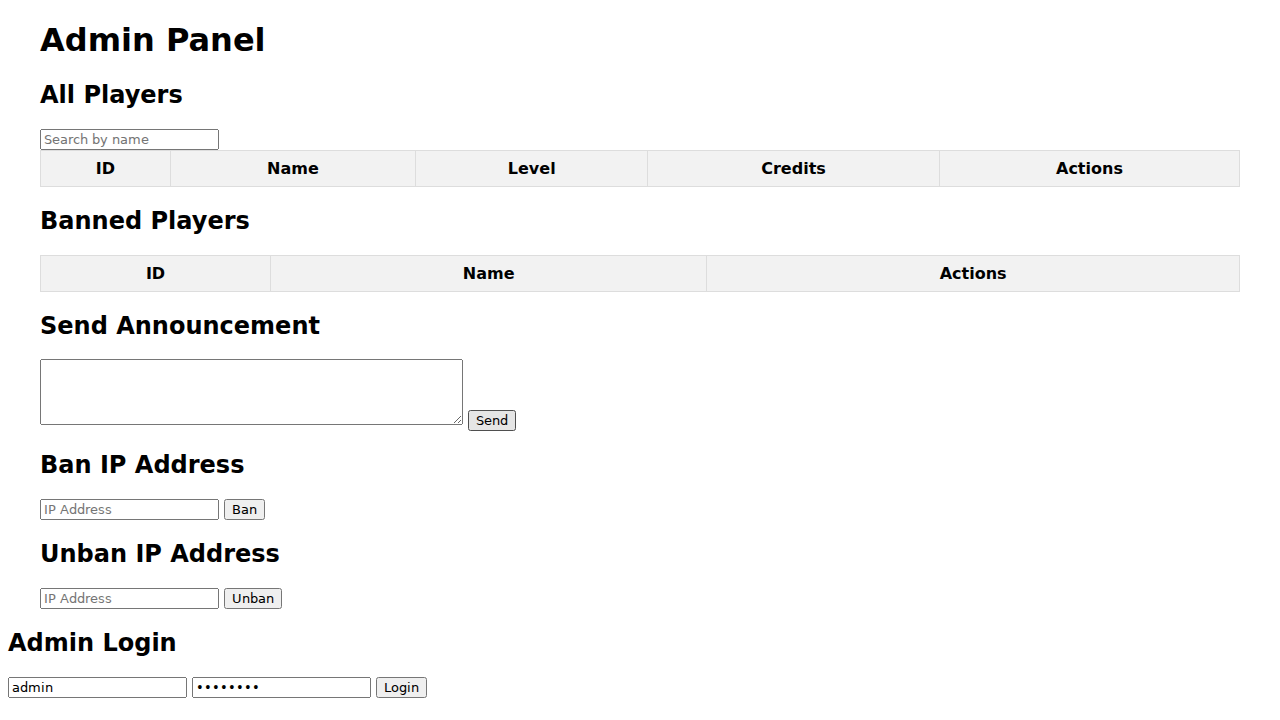 Admin Panel
All Players
Search by name
ID Name Level Credits Actions
Banned Players
ID Name Actions
Send Announcement
Send
Ban IP Address
IP Address Ban
Unban IP Address
IP Address Unban
Admin Login
admin •••••••• Login